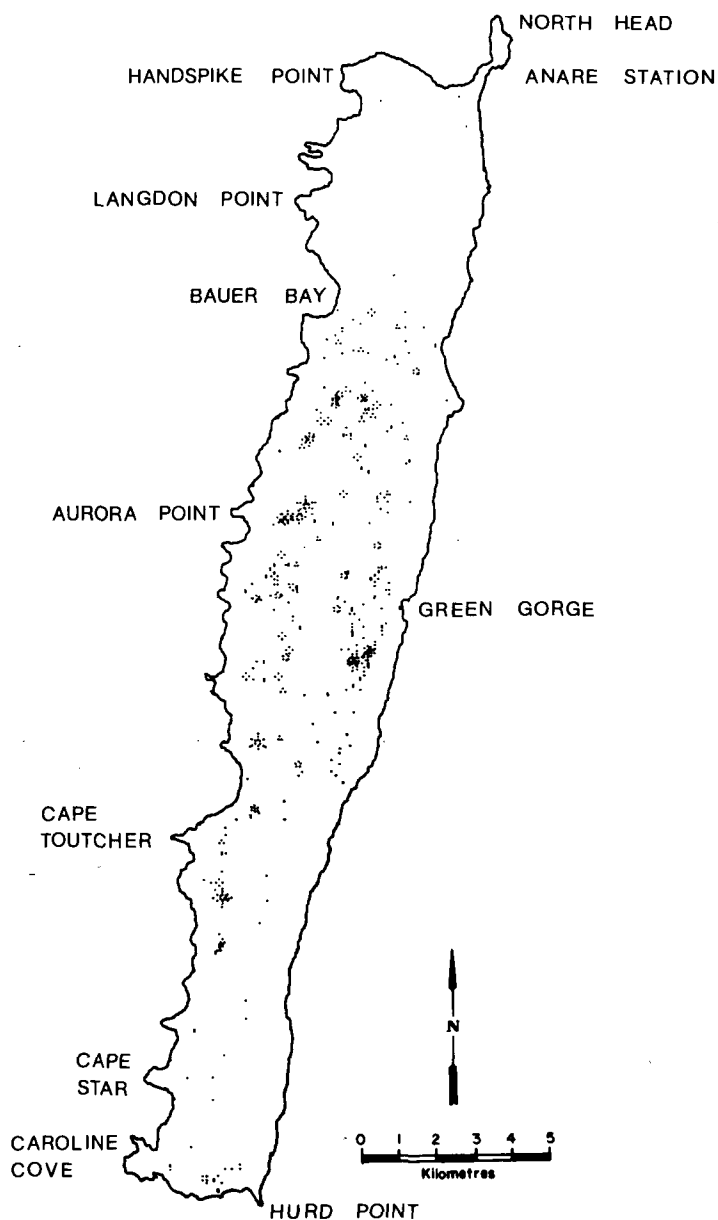 NORTH HEAD
HANDSPIKE POINT
ANARE STATION
LANGDON POINT
BAUER BAY
AURORA POINT
GREEN GORGE
CAPE
TOUTCHER
N
CAPE
STAR
CAROLINE
COVE
0 1 2 3 4 5
Kilometres
HURD POINT